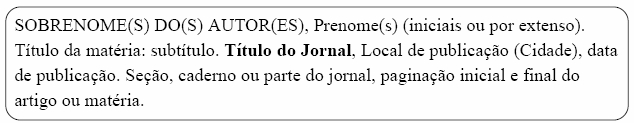 SOBRENOME(S) DO(S) AUTOR(ES), Prenome(s) (iniciais ou por extenso).
Título da matéria: subtítulo. Título do Jornal, Local de publicação (Cidade), data
de publicação. Seção, caderno ou parte do jornal, paginação inicial e final do
artigo ou matéria.